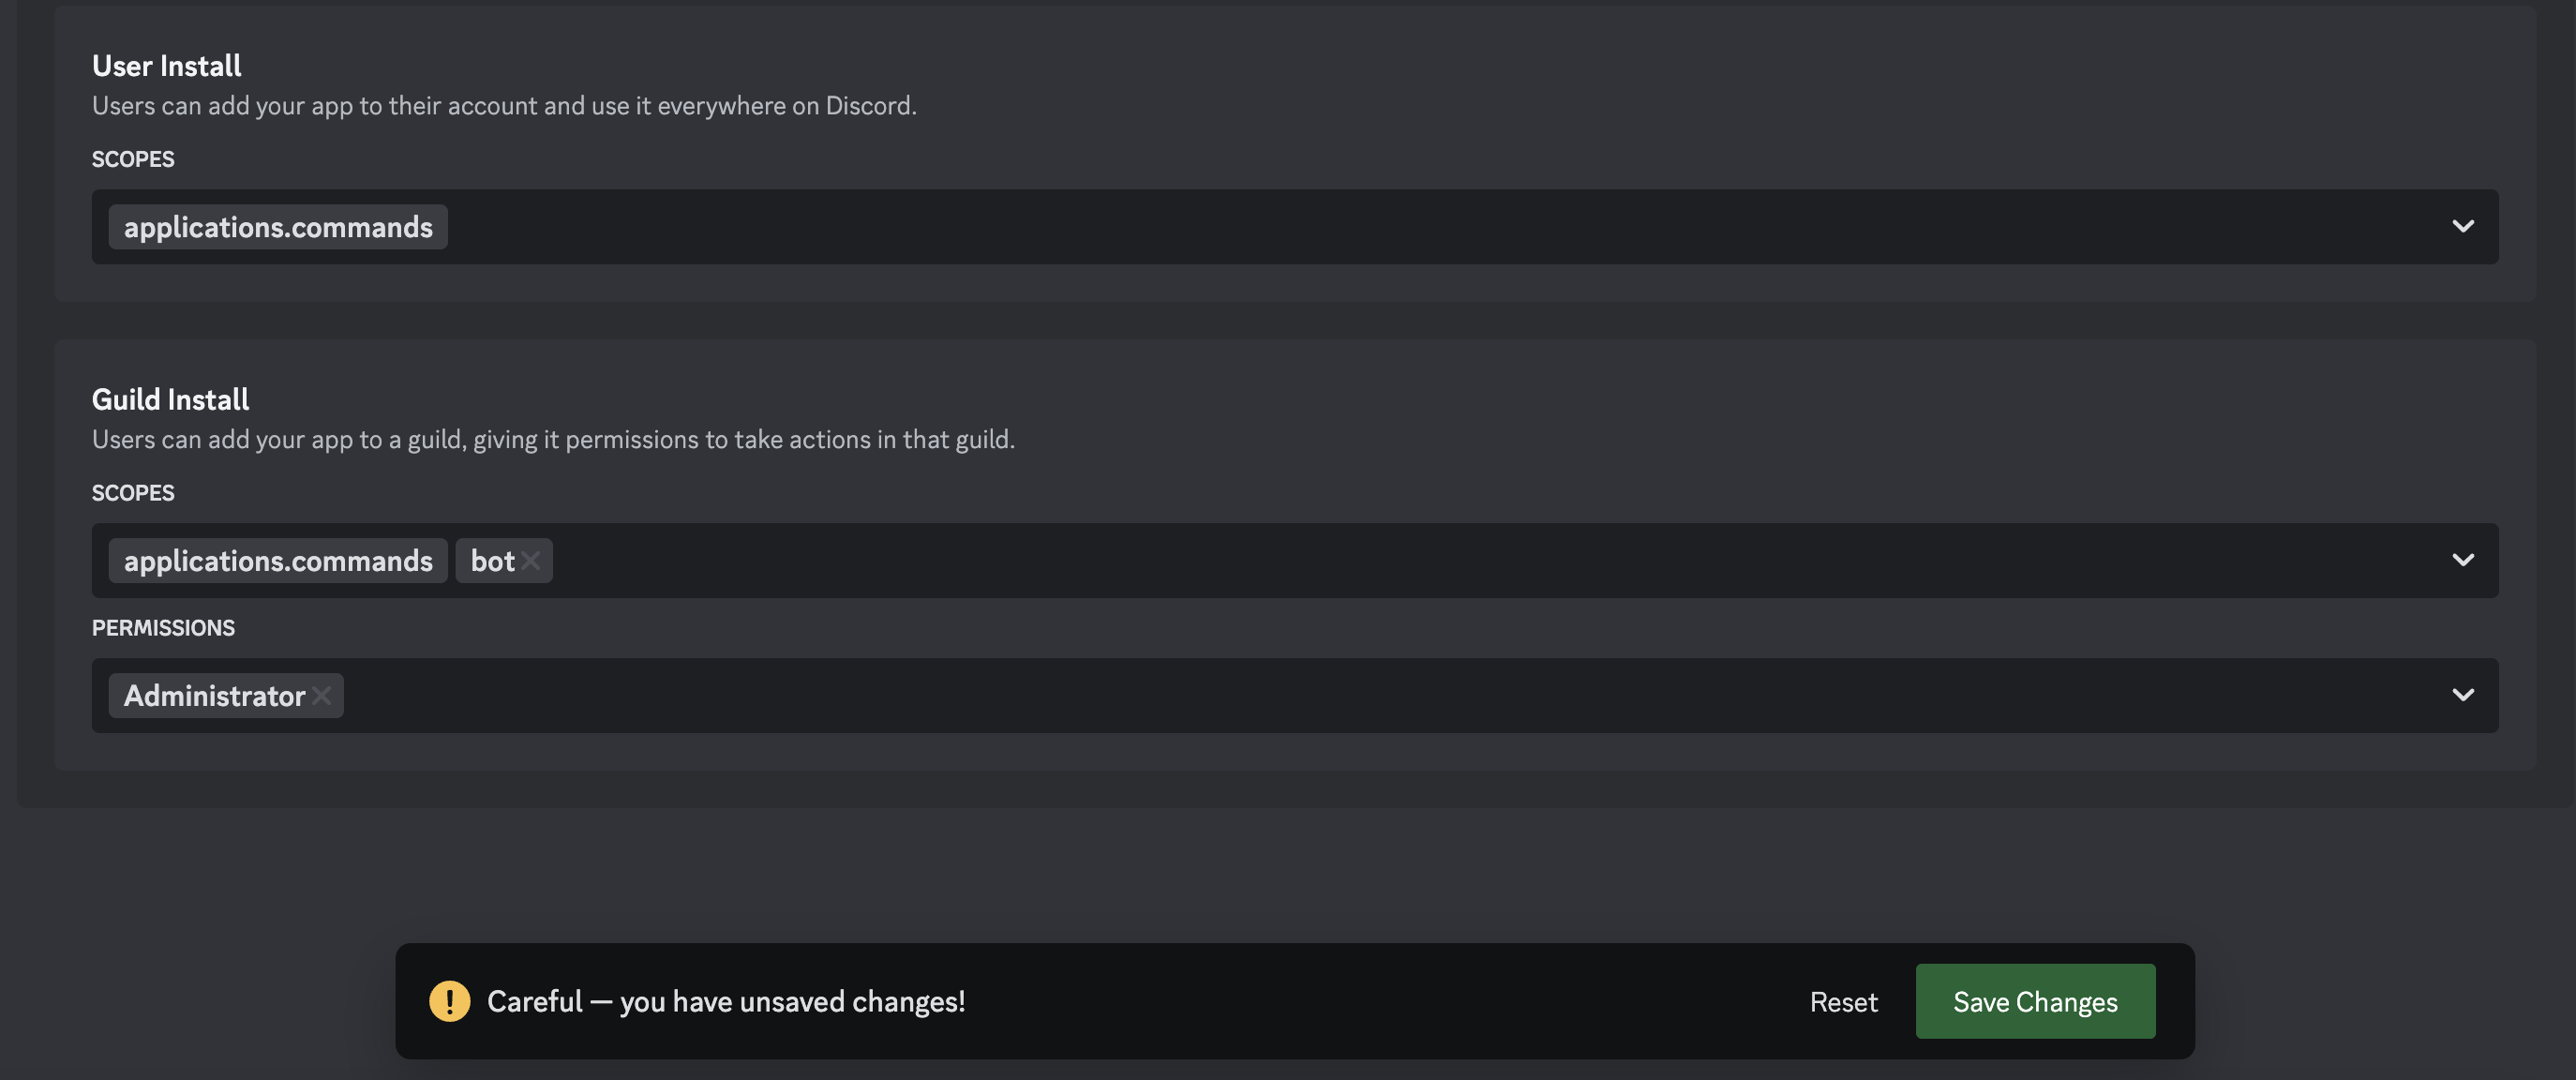 User Install
Users can add your app to their account and use it everywhere on Discord.
SCOPES
applications.commands
Guild Install
Users can add your app to a guild, giving it permissions to take actions in that guild.
SCOPES
applications.commands bot
PERMISSIONS
Administrator
Careful — you have unsaved changes! Reset Save Changes